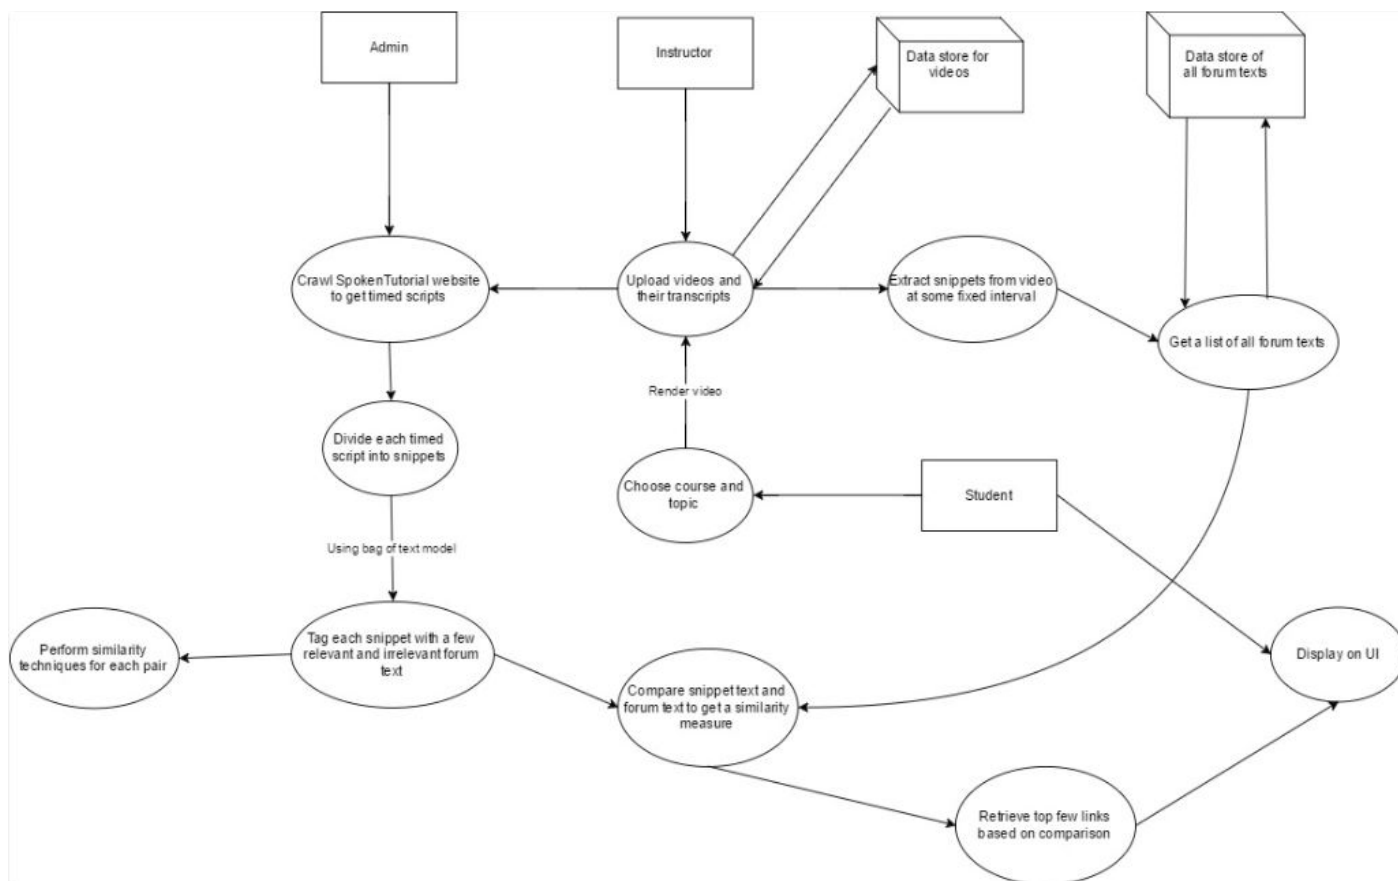 Admin
Instructor
Data store for
videos
Data store of
all forum texts
Crawl SpokenTutorial website
to get timed scripts
Upload videos and
their transcripts
Extract snippets from video
at some fixed interval
Get a list of all forum texts
Render video
Divide each timed
script into snippets
Choose course and
topic
Student
Using bag of text model
Perform similarity
techniques for each pair
Tag each snippet with a few
relevant and irrelevant forum
text
Compare snippet text and
forum text to get a similarity
measure
Display on UI
Retrieve top few links
based on comparison